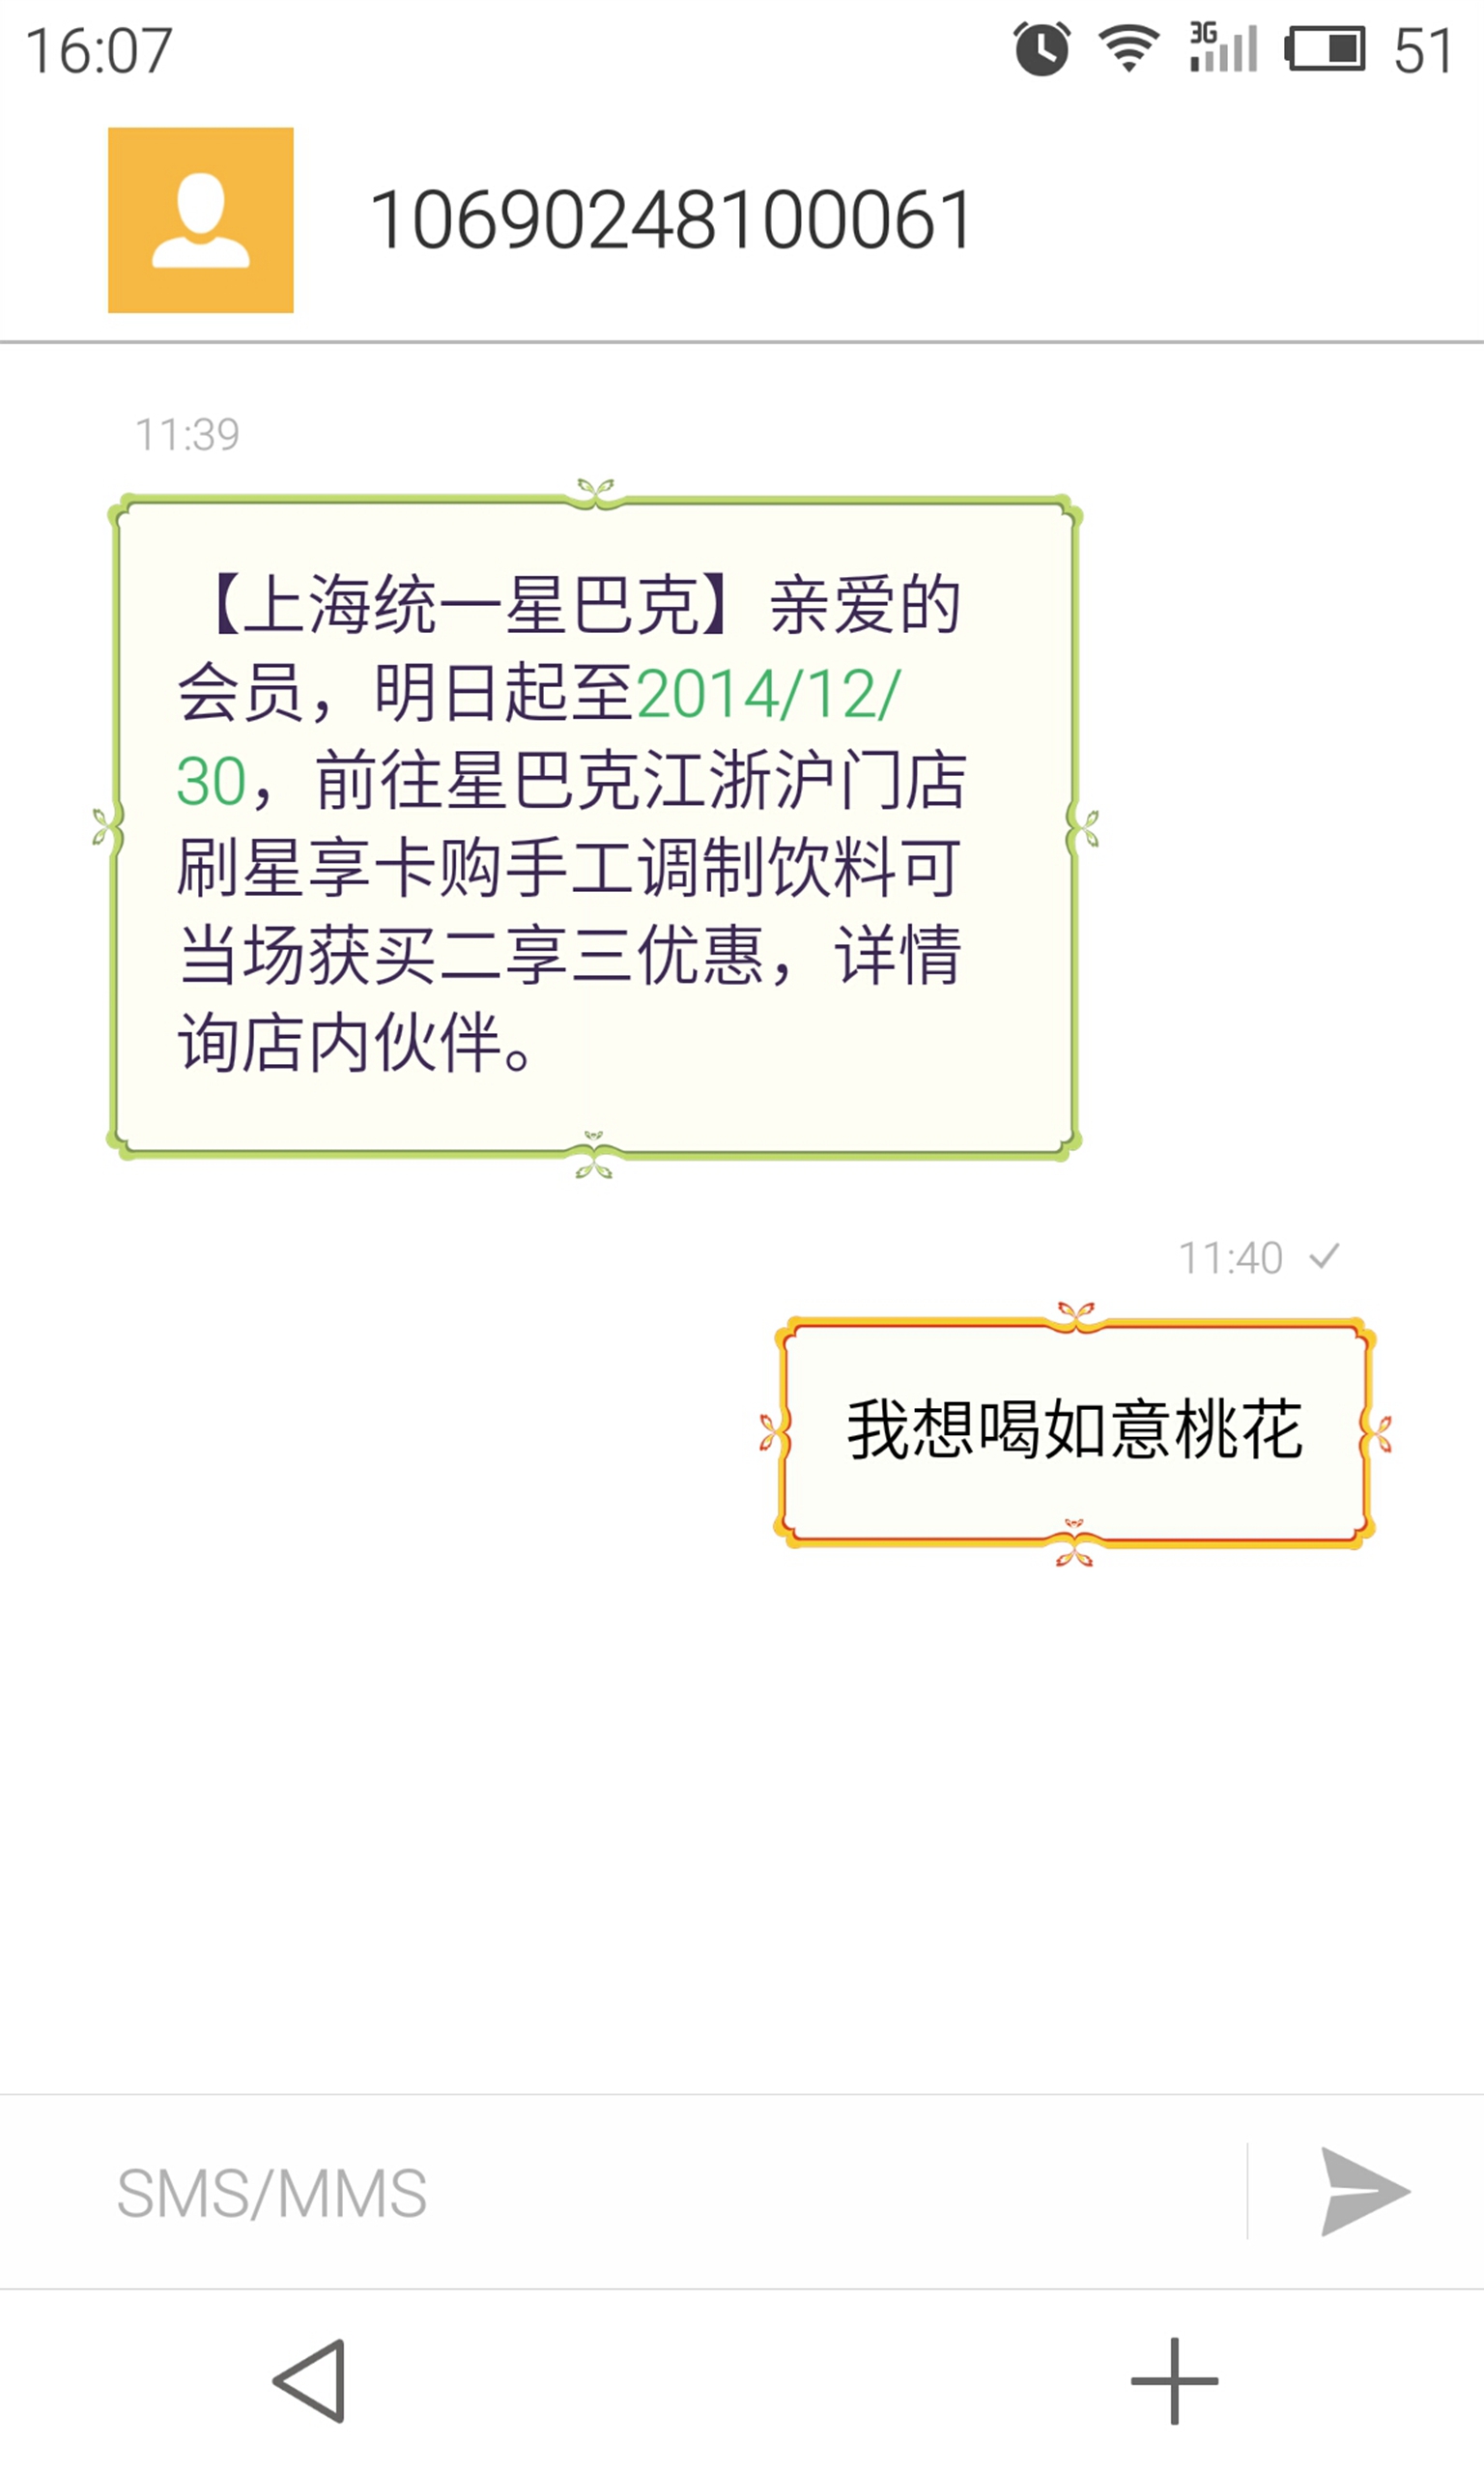 16:07
3G
51
10690248100061
11:39
【上海统一星巴克】亲爱的
会员，明日起至2014/12/
30，前往星巴克江浙沪门店
刷星享卡购手工调制饮料可
当场获买二享三优惠，详情
询店内伙伴。
11:40
我想喝如意桃花
SMS/MMS